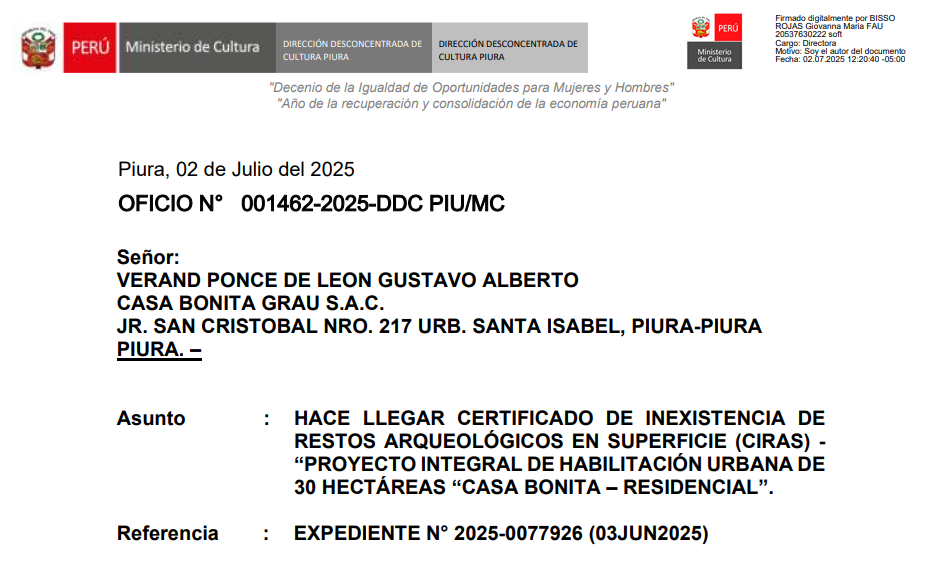 PERÚ
Ministerio de Cultura
DIRECCIÓN DESCONCENTRADA DE
CULTURA PIURA
DIRECCIÓN DESCONCENTRADA DE
CULTURA PIURA
PERÚ
Ministerio
de Cultura
Firmado digitalmente por BISSO
ROJAS Giovanna Maria FAU
20537630222 soft
Cargo: Directora
Motivo: Soy el autor del documento
Fecha: 02.07.2025 12:20:40 -05:00
"Decenio de la Igualdad de Oportunidades para Mujeres y Hombres"
"Año de la recuperación y consolidación de la economía peruana"
Piura, 02 de Julio del 2025
OFICIO N° 001462-2025-DDC PIU/MC
Señor:
VERAND PONCE DE LEON GUSTAVO ALBERTO
CASA BONITA GRAU S.A.C.
JR. SAN CRISTOBAL NRO. 217 URB. SANTA ISABEL, PIURA-PIURA
PIURA. –
Asunto : HACE LLEGAR CERTIFICADO DE INEXISTENCIA DE
RESTOS ARQUEOLÓGICOS EN SUPERFICIE (CIRAS) -
“PROYECTO INTEGRAL DE HABILITACIÓN URBANA DE
30 HECTÁREAS “CASA BONITA – RESIDENCIAL”.
Referencia : EXPEDIENTE N° 2025-0077926 (03JUN2025)